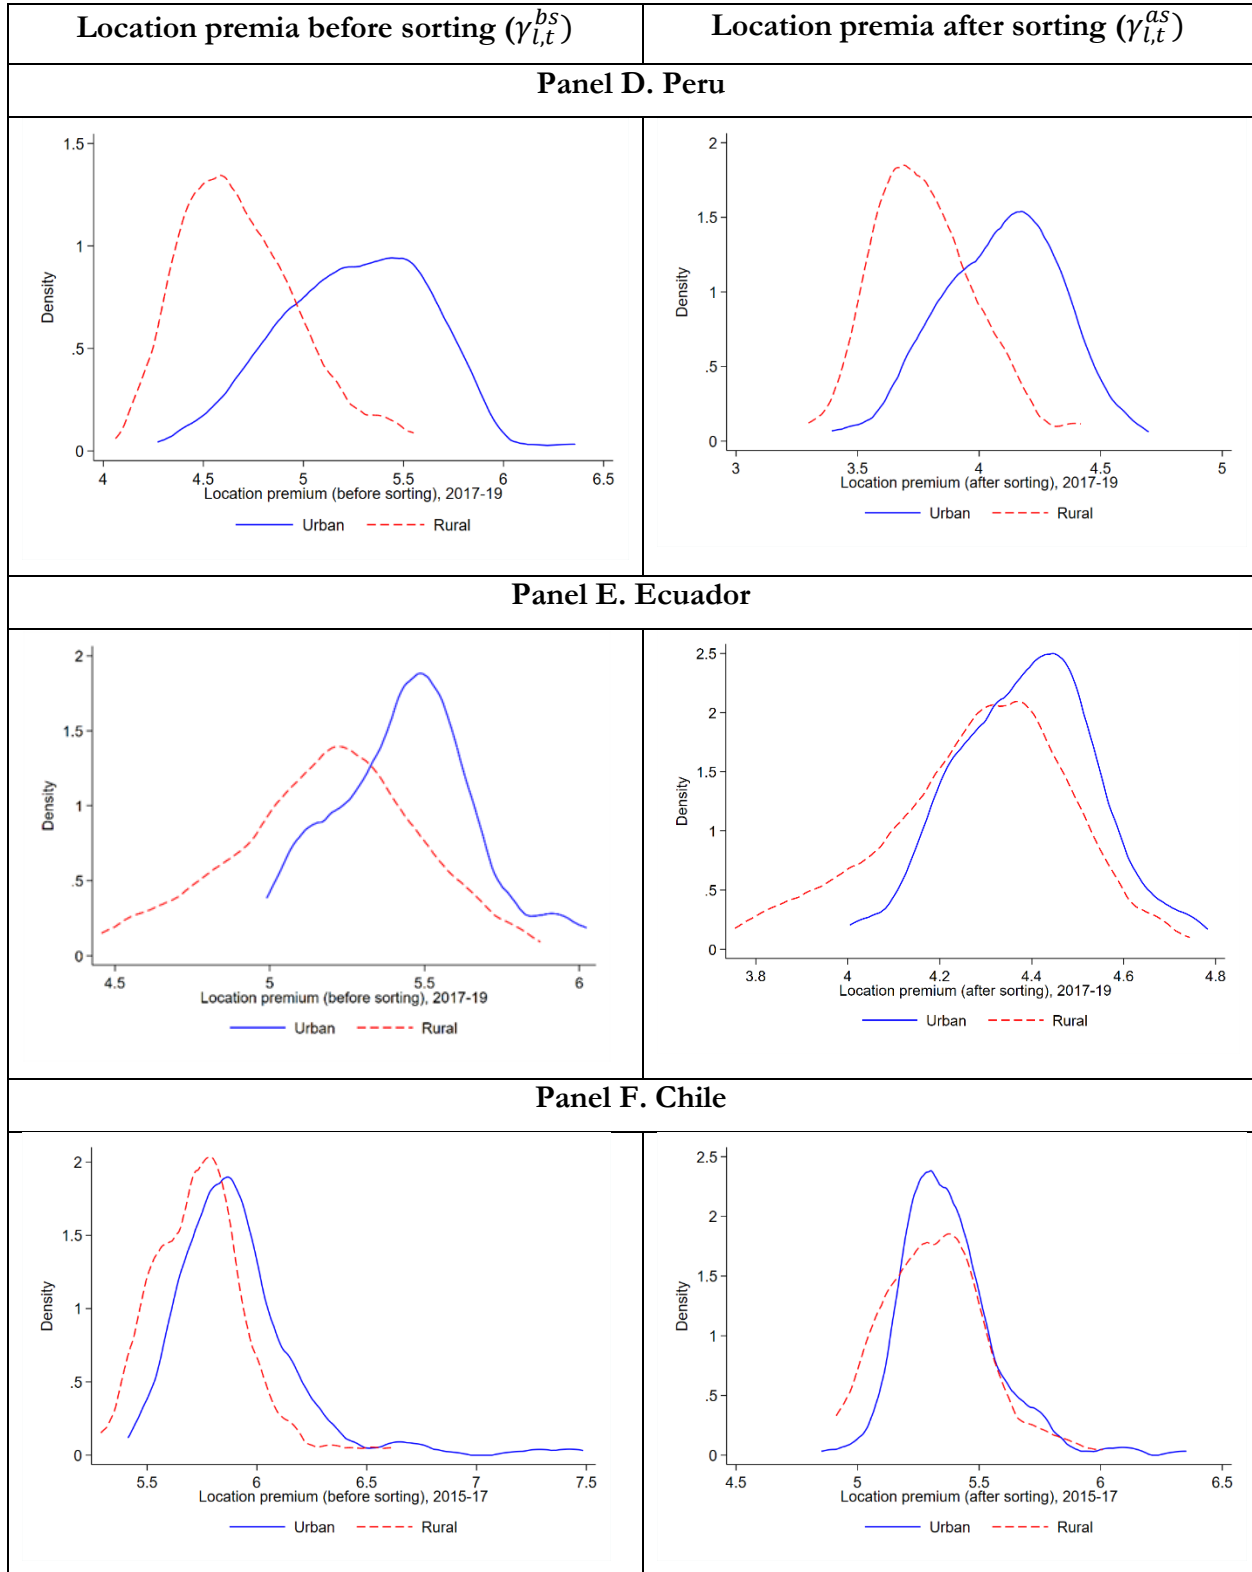 Location premia before sorting (γ_{l,t}^{bs})
Location premia after sorting (γ_{l,t}^{as})
Panel D. Peru
1.5
1
.5
0
Density
4 4.5 5 5.5 6 6.5
Location premium (before sorting), 2017-19
Urban Rural
2
1.5
1
.5
0
Density
3 3.5 4 4.5 5
Location premium (after sorting), 2017-19
Urban Rural
Panel E. Ecuador
2
1.5
1
.5
0
Density
4.5 5 5.5 6
Location premium (before sorting), 2017-19
Urban Rural
2.5
2
1.5
1
.5
0
Density
3.8 4 4.2 4.4 4.6 4.8
Location premium (after sorting), 2017-19
Urban Rural
Panel F. Chile
2
1.5
1
.5
0
Density
5.5 6 6.5 7 7.5
Location premium (before sorting), 2015-17
Urban Rural
2.5
2
1.5
1
.5
0
Density
4.5 5 5.5 6 6.5
Location premium (after sorting), 2015-17
Urban Rural